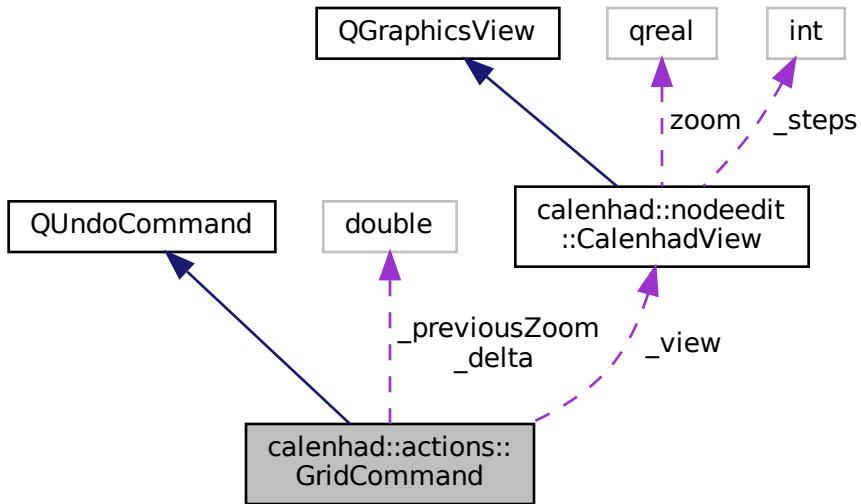 QGraphicsView
qreal
int
zoom
_steps
calenhad::nodeedit
::CalenhadView
QUndoCommand
double
_previousZoom
_delta
_view
calenhad::actions::
GridCommand